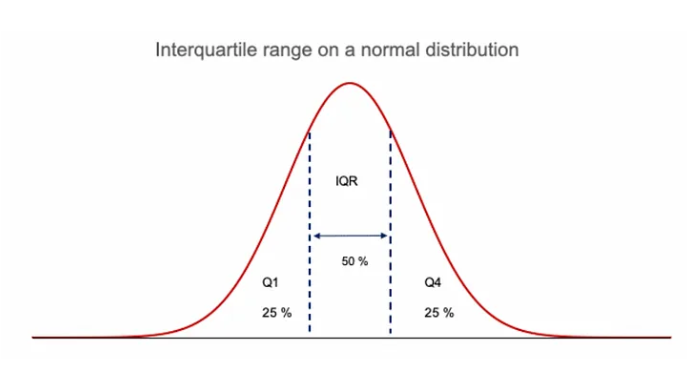 Interquartile range on a normal distribution
IQR
50 %
Q1
Q4
25 %
25 %